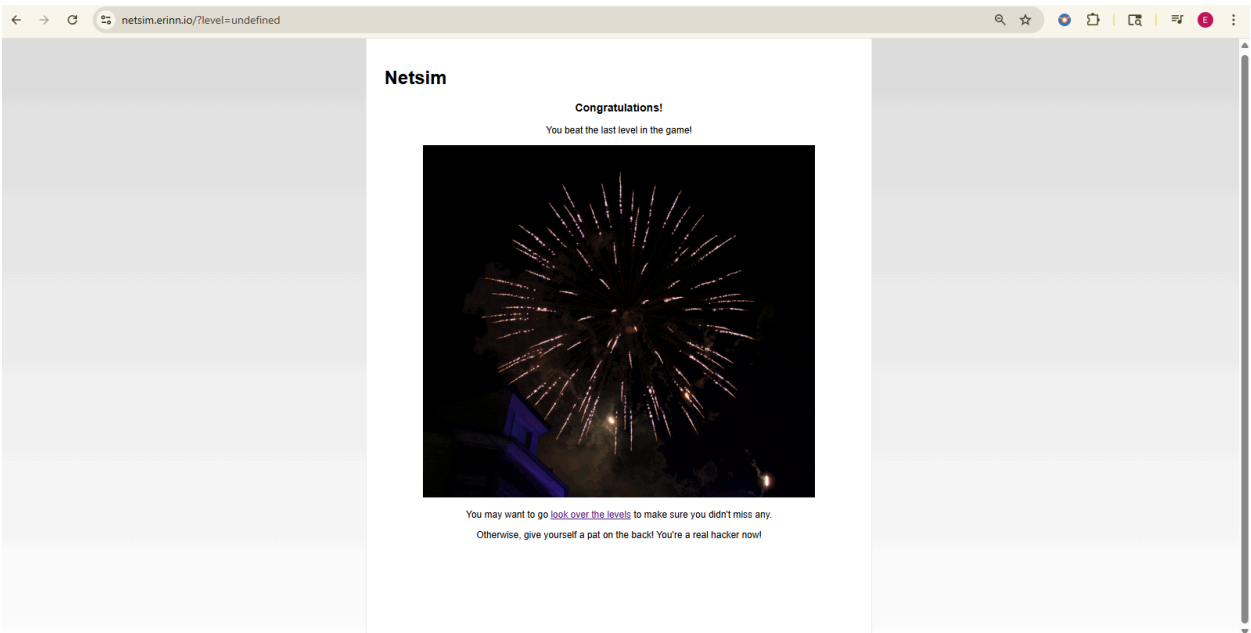 netsim.erinn.io/?level=undefined
E
Netsim
Congratulations!
You beat the last level in the game!
You may want to go look over the levels to make sure you didn't miss any.
Otherwise, give yourself a pat on the back! You're a real hacker now!